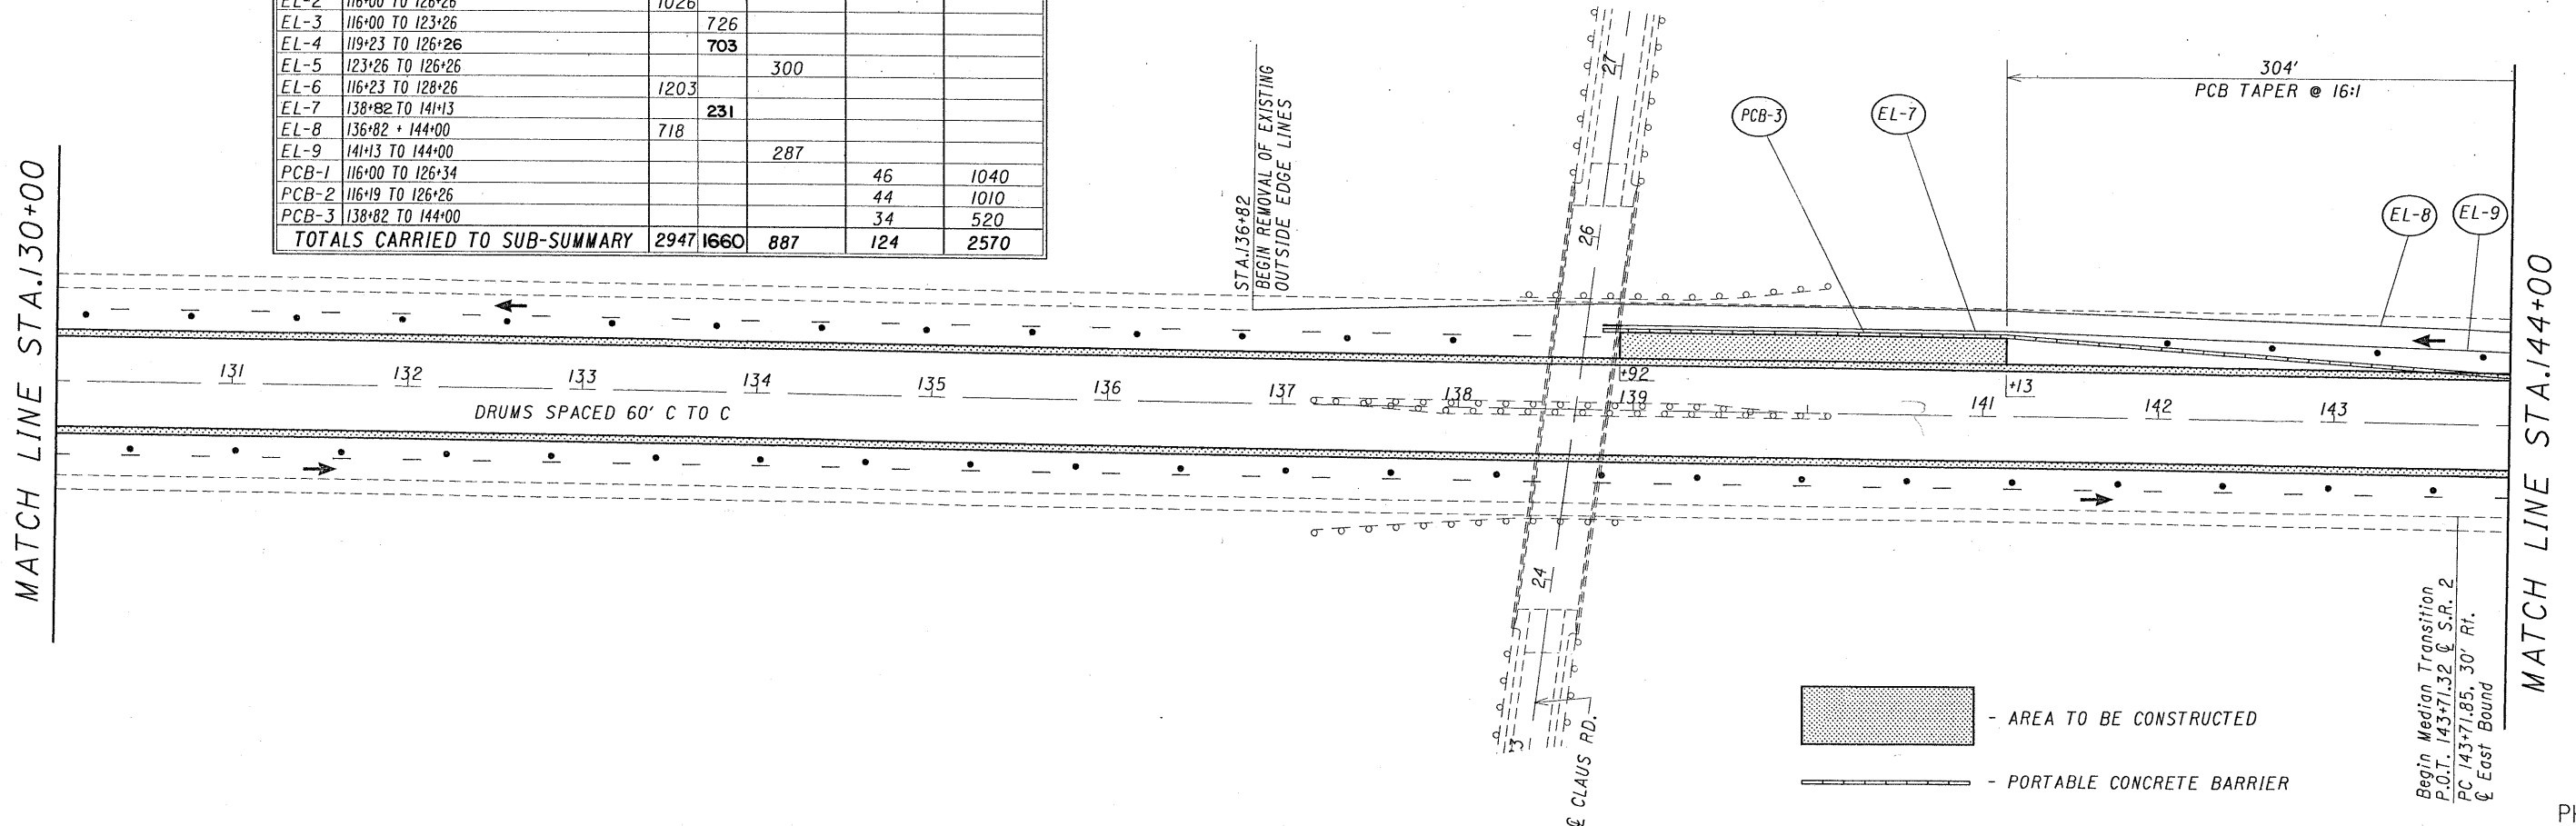 EL-2 116+00 TO 126+26 1026
EL-3 116+00 TO 123+26 726
EL-4 119+23 TO 126+26 703
EL-5 123+26 TO 126+26 300
EL-6 116+23 TO 128+26 1203
EL-7 138+82 TO 141+13 231
EL-8 136+82 + 144+00 718
EL-9 141+13 TO 144+00 287
PCB-1 116+00 TO 126+34 46 1040
PCB-2 116+19 TO 126+26 44 1010
PCB-3 138+82 TO 144+00 34 520
TOTALS CARRIED TO SUB-SUMMARY 2947 1660 887 124 2570
MATCH LINE STA.130+00
STA.136+82
BEGIN REMOVAL OF EXISTING
OUTSIDE EDGE LINES
27
26
24
23
304'
PCB TAPER @ 16:1
PCB-3
EL-7
EL-8
EL-9
131 132 133 134 135 136 137 138 139 141 142 143
+92
+13
DRUMS SPACED 60' C TO C
MATCH LINE STA.144+00
℄ CLAUS RD.
- AREA TO BE CONSTRUCTED
- PORTABLE CONCRETE BARRIER
Begin Median Transition
P.O.T. 143+71.32 ℄ S.R. 2
PC 143+71.85, 30' Rt.
℄ East Bound